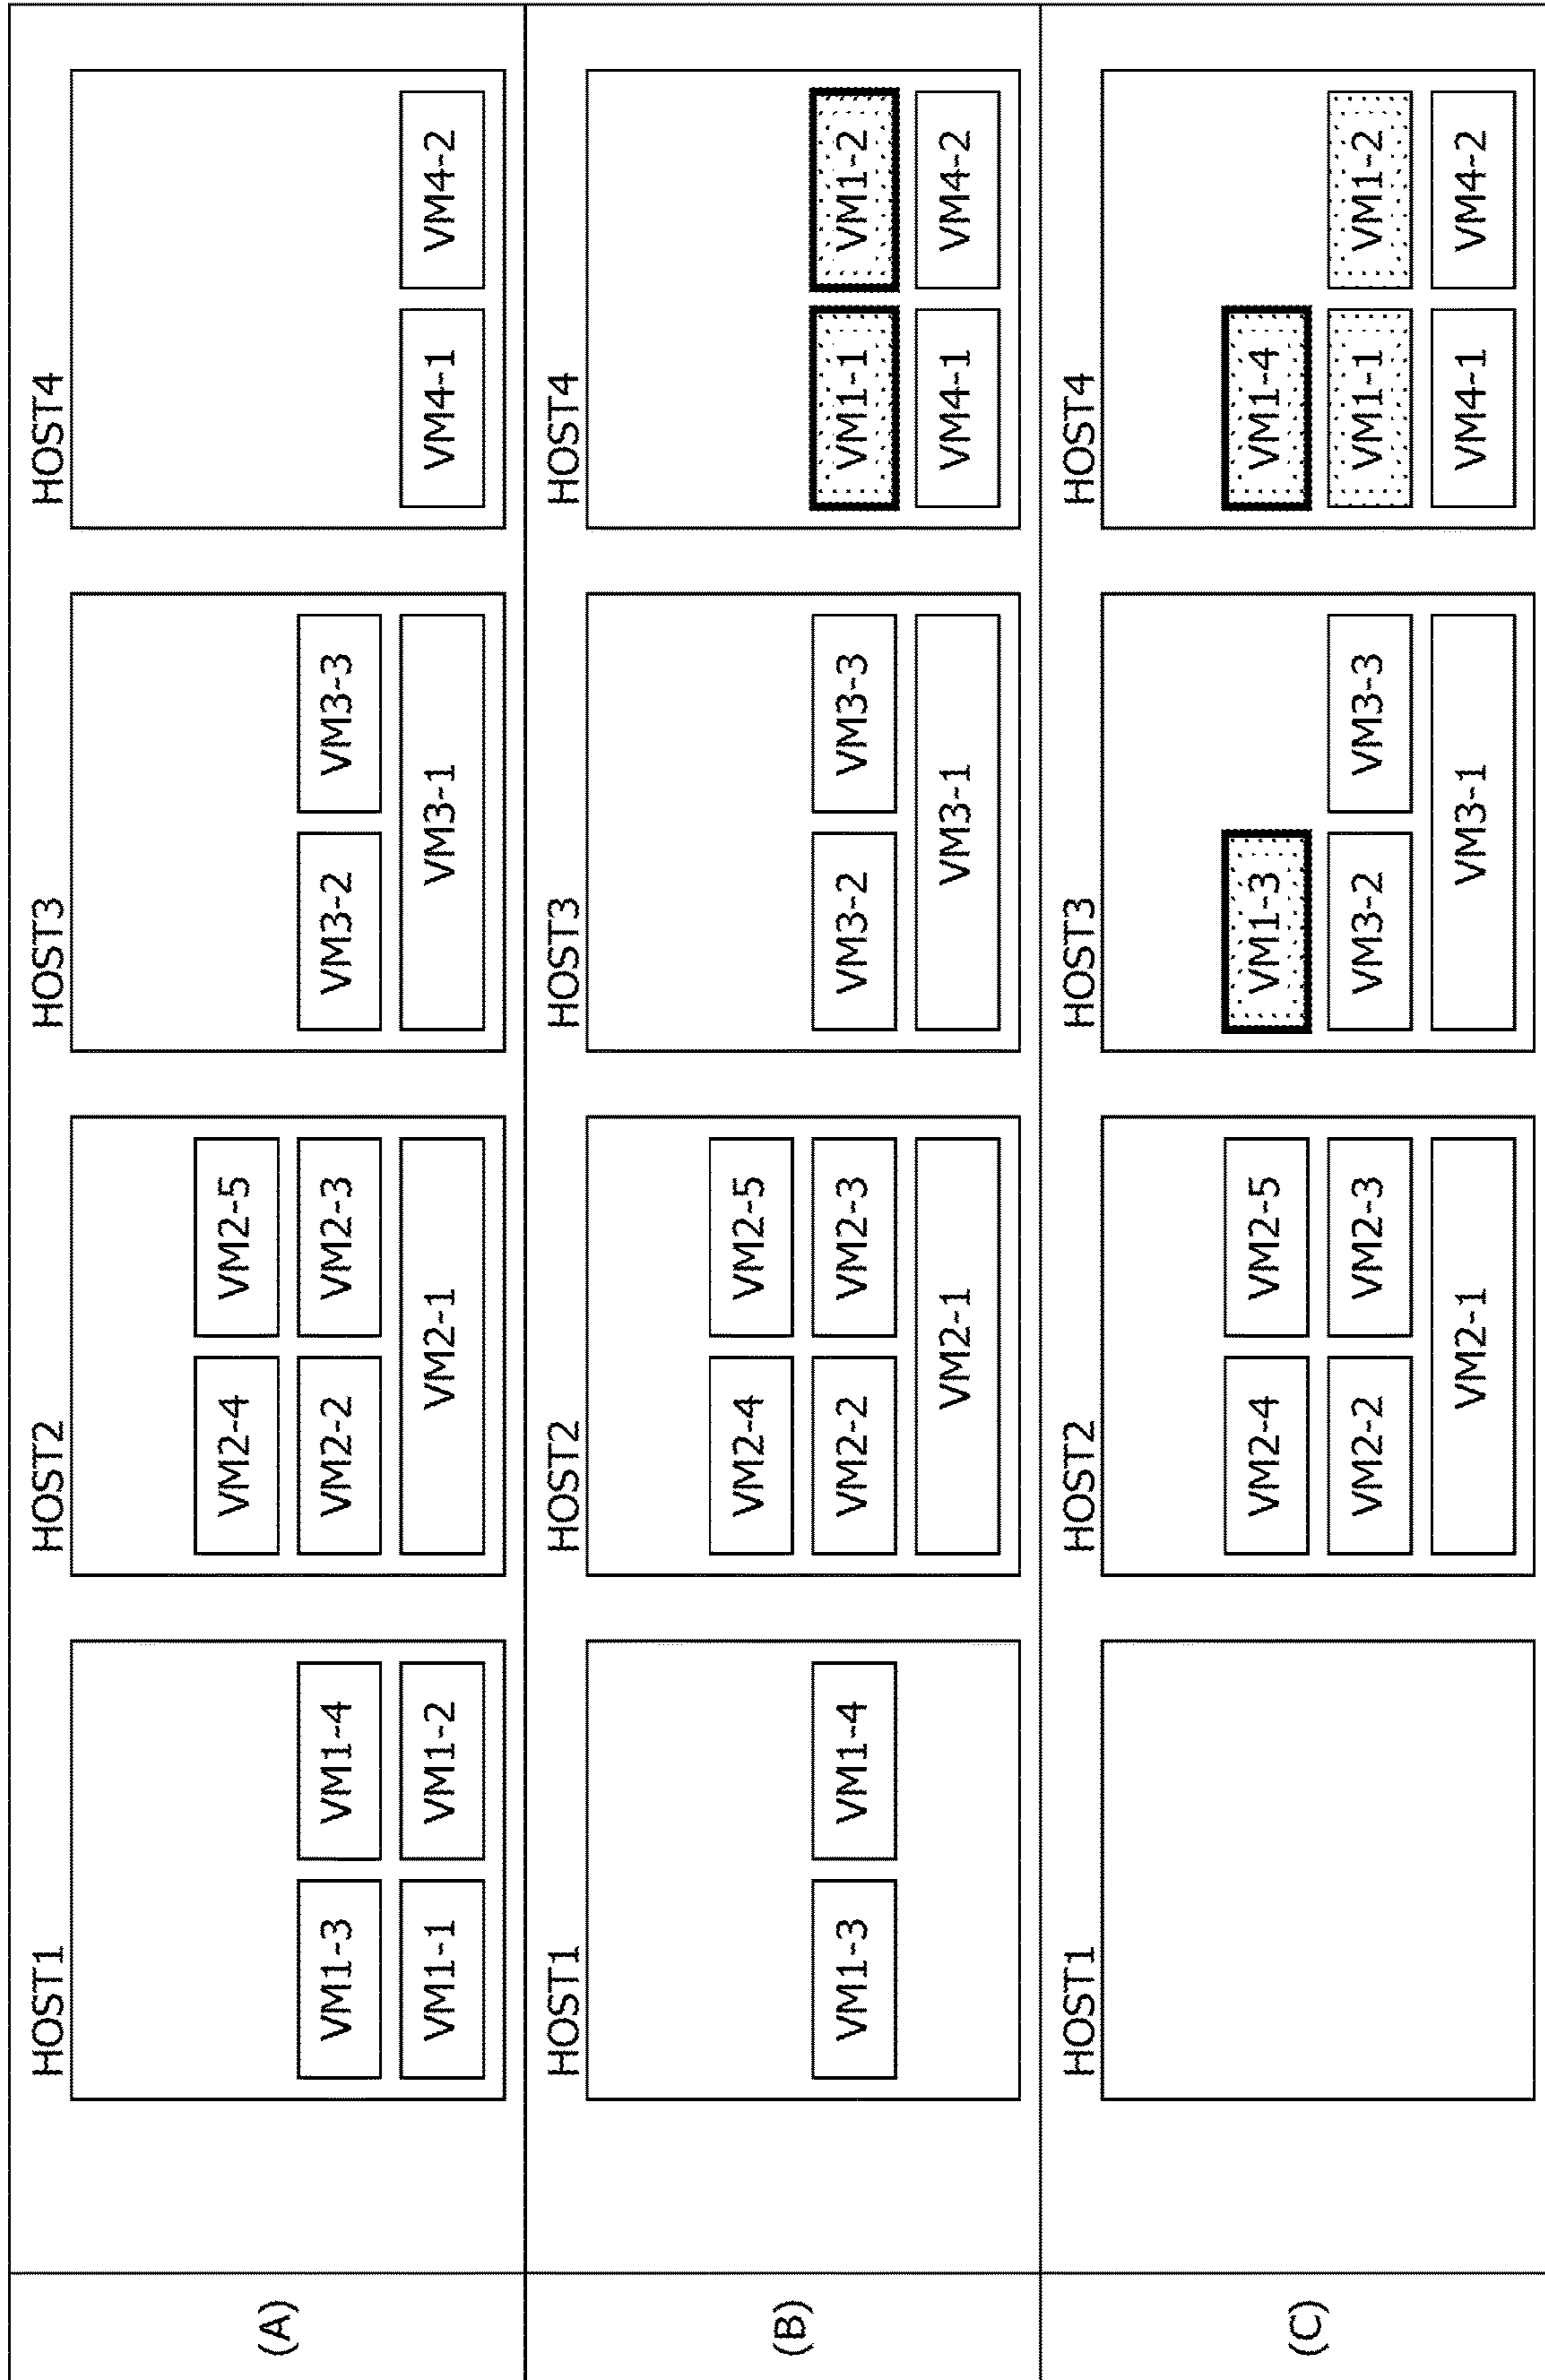 (A)
HOST1 HOST2 HOST3 HOST4
VM2-4 VM2-5
VM1-3 VM1-4 VM2-2 VM2-3 VM3-2 VM3-3
VM1-1 VM1-2 VM2-1 VM3-1 VM4-1 VM4-2
(B)
HOST1 HOST2 HOST3 HOST4
VM2-4 VM2-5
VM1-3 VM1-4 VM2-2 VM2-3 VM3-2 VM3-3 VM1-1 VM1-2
VM2-1 VM3-1 VM4-1 VM4-2
(C)
HOST1 HOST2 HOST3 HOST4
VM2-4 VM2-5 VM1-3 VM1-4
VM2-2 VM2-3 VM3-2 VM3-3 VM1-1 VM1-2
VM2-1 VM3-1 VM4-1 VM4-2